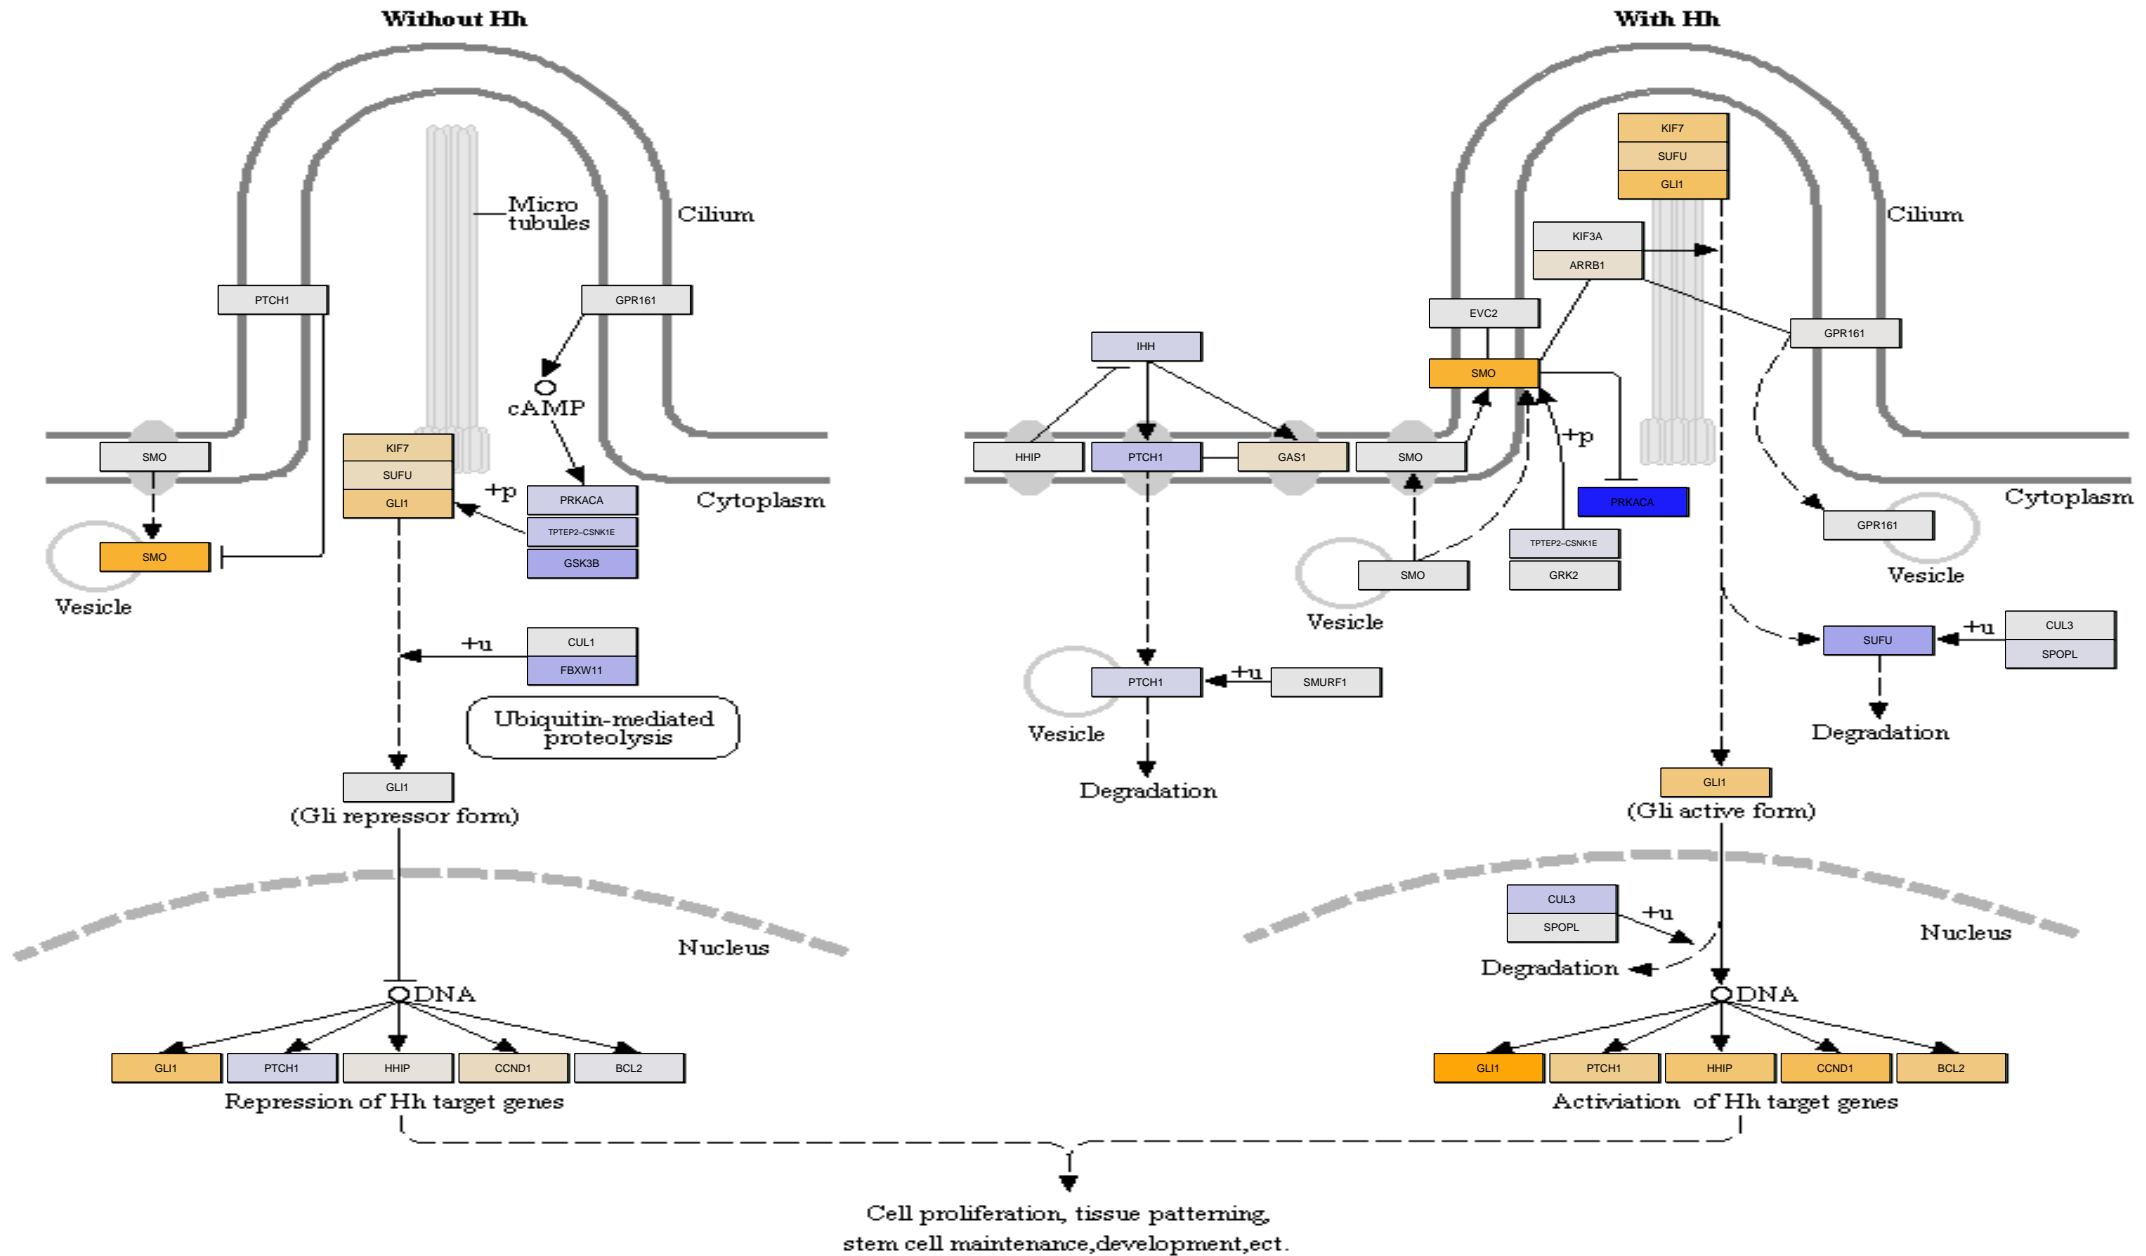 Without Hh
Micro
tubules
Cilium
PTCH1
GPR161
cAMP
SMO
KIF7
SUFU
GLI1
+p
PRKACA
TPTEP2-CSNK1E
GSK3B
Cytoplasm
SMO
Vesicle
+u
CUL1
FBXW11
Ubiquitin-mediated
proteolysis
GLI1
(Gli repressor form)
Nucleus
DNA
GLI1
PTCH1
HHIP
CCND1
BCL2
Repression of Hh target genes
With Hh
KIF7
SUFU
GLI1
Cilium
KIF3A
ARRB1
EVC2
GPR161
IHH
SMO
+p
HHIP
PTCH1
GAS1
SMO
PRKACA
Cytoplasm
GPR161
Vesicle
TPTEP2-CSNK1E
GRK2
SMO
Vesicle
SUFU
+u
CUL3
SPOPL
PTCH1
+u
SMURF1
Vesicle
Degradation
Degradation
GLI1
(Gli active form)
CUL3
SPOPL
+u
Nucleus
Degradation
DNA
GLI1
PTCH1
HHIP
CCND1
BCL2
Activiation of Hh target genes
Cell proliferation, tissue patterning,
stem cell maintenance,development,ect.